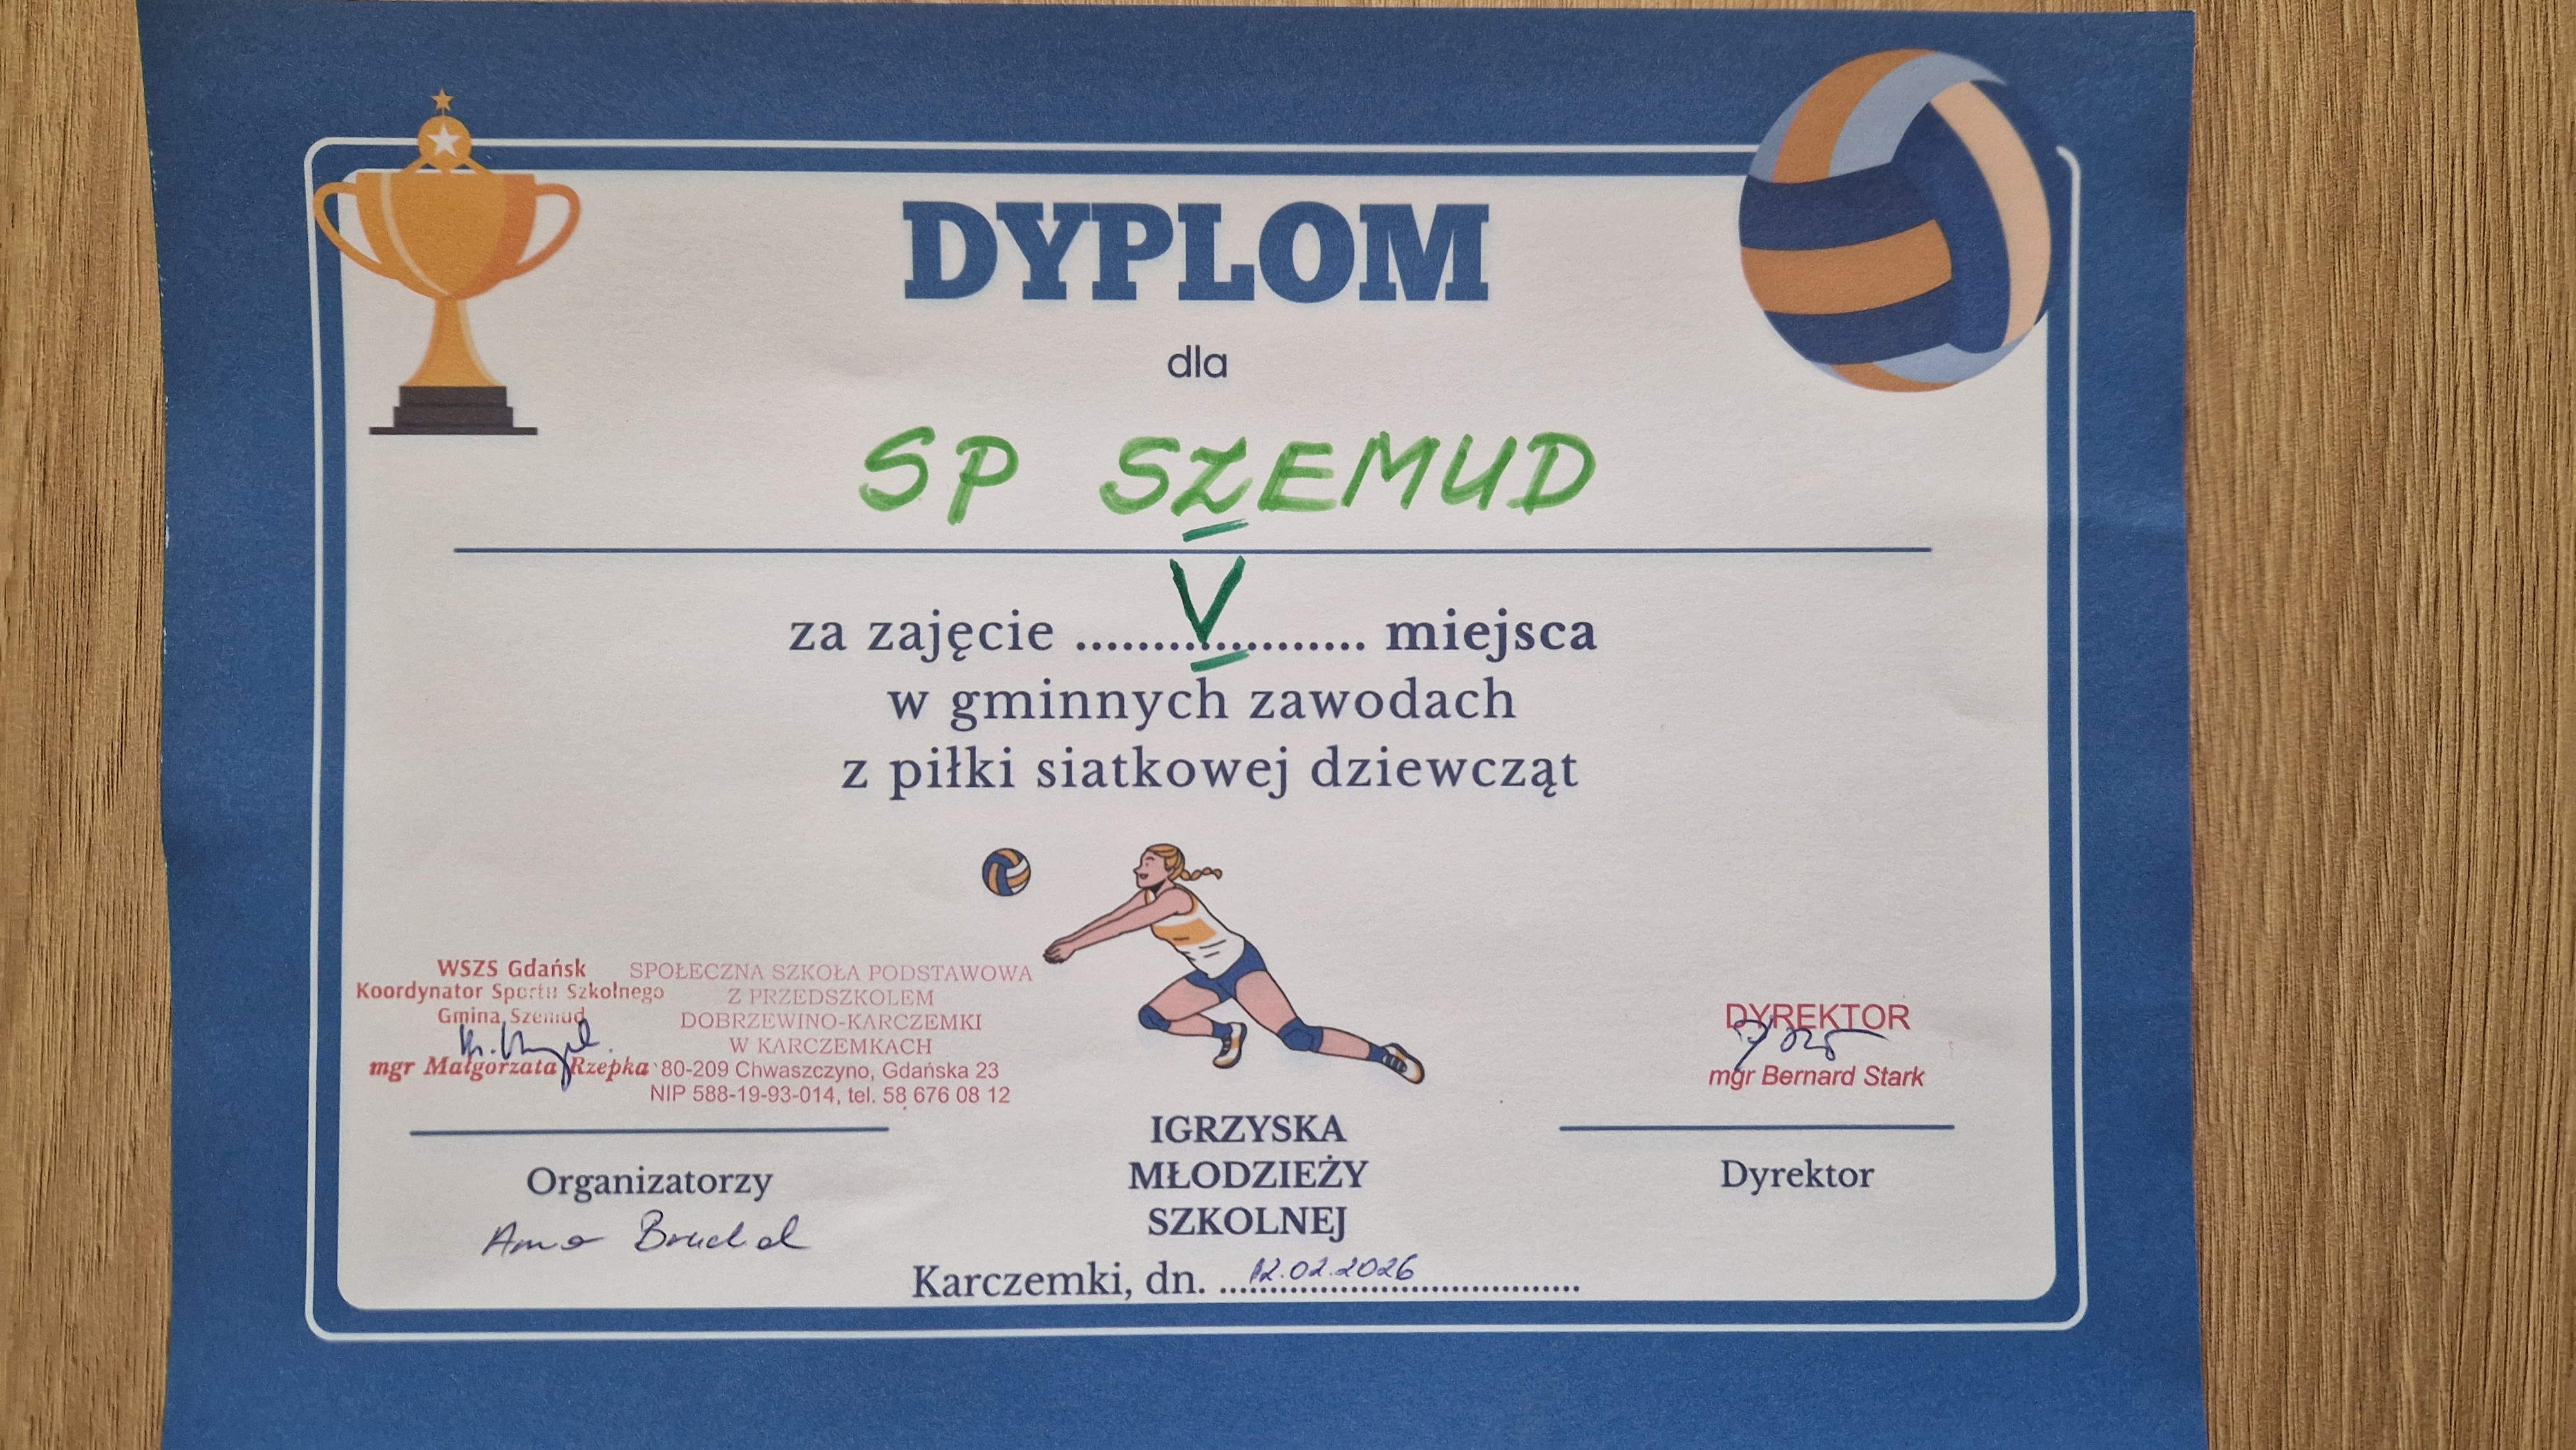 DYPLOM
dla
SP SZEMUD
za zajęcie ........V.......... miejsca
w gminnych zawodach
z piłki siatkowej dziewcząt
WSZS Gdańsk
Koordynator Sportu Szkolnego
Gmina Szemud
mgr Małgorzata Rzepka
SPOŁECZNA SZKOŁA PODSTAWOWA
Z PRZEDSZKOLEM
DOBRZEWINO-KARCZEMKI
W KARCZEMKACH
80-209 Chwaszczyno, Gdańska 23
NIP 588-19-93-014, tel. 58 676 08 12
DYREKTOR
mgr Bernard Stark
Organizatorzy
IGRZYSKA
MŁODZIEŻY
SZKOLNEJ
Dyrektor
Karczemki, dn. 12.02.2026